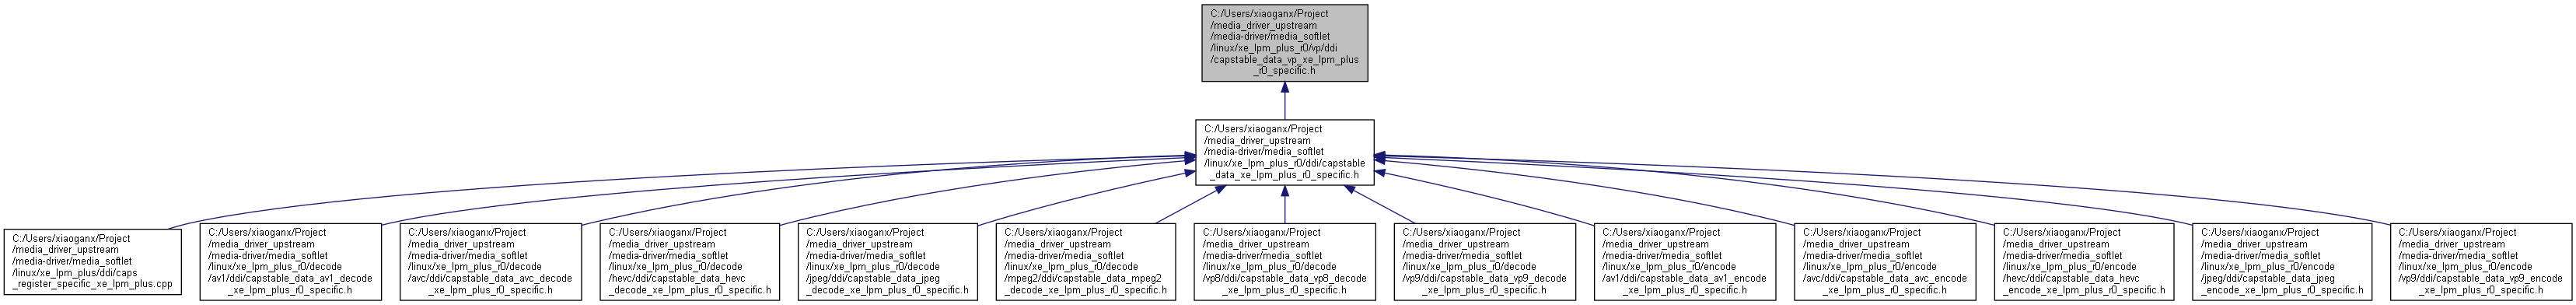 C:/Users/xiaoganx/Project
/media_driver_upstream
/media-driver/media_softlet
/linux/xe_lpm_plus_r0/vp/ddi
/capstable_data_vp_xe_lpm_plus
_r0_specific.h
C:/Users/xiaoganx/Project
/media_driver_upstream
/media-driver/media_softlet
/linux/xe_lpm_plus_r0/ddi/capstable
_data_xe_lpm_plus_r0_specific.h
C:/Users/xiaoganx/Project
/media_driver_upstream
/media-driver/media_softlet
/linux/xe_lpm_plus/ddi/caps
_register_specific_xe_lpm_plus.cpp
C:/Users/xiaoganx/Project
/media_driver_upstream
/media-driver/media_softlet
/linux/xe_lpm_plus_r0/decode
/av1/ddi/capstable_data_av1_decode
_xe_lpm_plus_r0_specific.h
C:/Users/xiaoganx/Project
/media_driver_upstream
/media-driver/media_softlet
/linux/xe_lpm_plus_r0/decode
/avc/ddi/capstable_data_avc_decode
_xe_lpm_plus_r0_specific.h
C:/Users/xiaoganx/Project
/media_driver_upstream
/media-driver/media_softlet
/linux/xe_lpm_plus_r0/decode
/hevc/ddi/capstable_data_hevc
_decode_xe_lpm_plus_r0_specific.h
C:/Users/xiaoganx/Project
/media_driver_upstream
/media-driver/media_softlet
/linux/xe_lpm_plus_r0/decode
/jpeg/ddi/capstable_data_jpeg
_decode_xe_lpm_plus_r0_specific.h
C:/Users/xiaoganx/Project
/media_driver_upstream
/media-driver/media_softlet
/linux/xe_lpm_plus_r0/decode
/mpeg2/ddi/capstable_data_mpeg2
_decode_xe_lpm_plus_r0_specific.h
C:/Users/xiaoganx/Project
/media_driver_upstream
/media-driver/media_softlet
/linux/xe_lpm_plus_r0/decode
/vp8/ddi/capstable_data_vp8_decode
_xe_lpm_plus_r0_specific.h
C:/Users/xiaoganx/Project
/media_driver_upstream
/media-driver/media_softlet
/linux/xe_lpm_plus_r0/decode
/vp9/ddi/capstable_data_vp9_decode
_xe_lpm_plus_r0_specific.h
C:/Users/xiaoganx/Project
/media_driver_upstream
/media-driver/media_softlet
/linux/xe_lpm_plus_r0/encode
/av1/ddi/capstable_data_av1_encode
_xe_lpm_plus_r0_specific.h
C:/Users/xiaoganx/Project
/media_driver_upstream
/media-driver/media_softlet
/linux/xe_lpm_plus_r0/encode
/avc/ddi/capstable_data_avc_encode
_xe_lpm_plus_r0_specific.h
C:/Users/xiaoganx/Project
/media_driver_upstream
/media-driver/media_softlet
/linux/xe_lpm_plus_r0/encode
/hevc/ddi/capstable_data_hevc
_encode_xe_lpm_plus_r0_specific.h
C:/Users/xiaoganx/Project
/media_driver_upstream
/media-driver/media_softlet
/linux/xe_lpm_plus_r0/encode
/jpeg/ddi/capstable_data_jpeg
_encode_xe_lpm_plus_r0_specific.h
C:/Users/xiaoganx/Project
/media_driver_upstream
/media-driver/media_softlet
/linux/xe_lpm_plus_r0/encode
/vp9/ddi/capstable_data_vp9_encode
_xe_lpm_plus_r0_specific.h